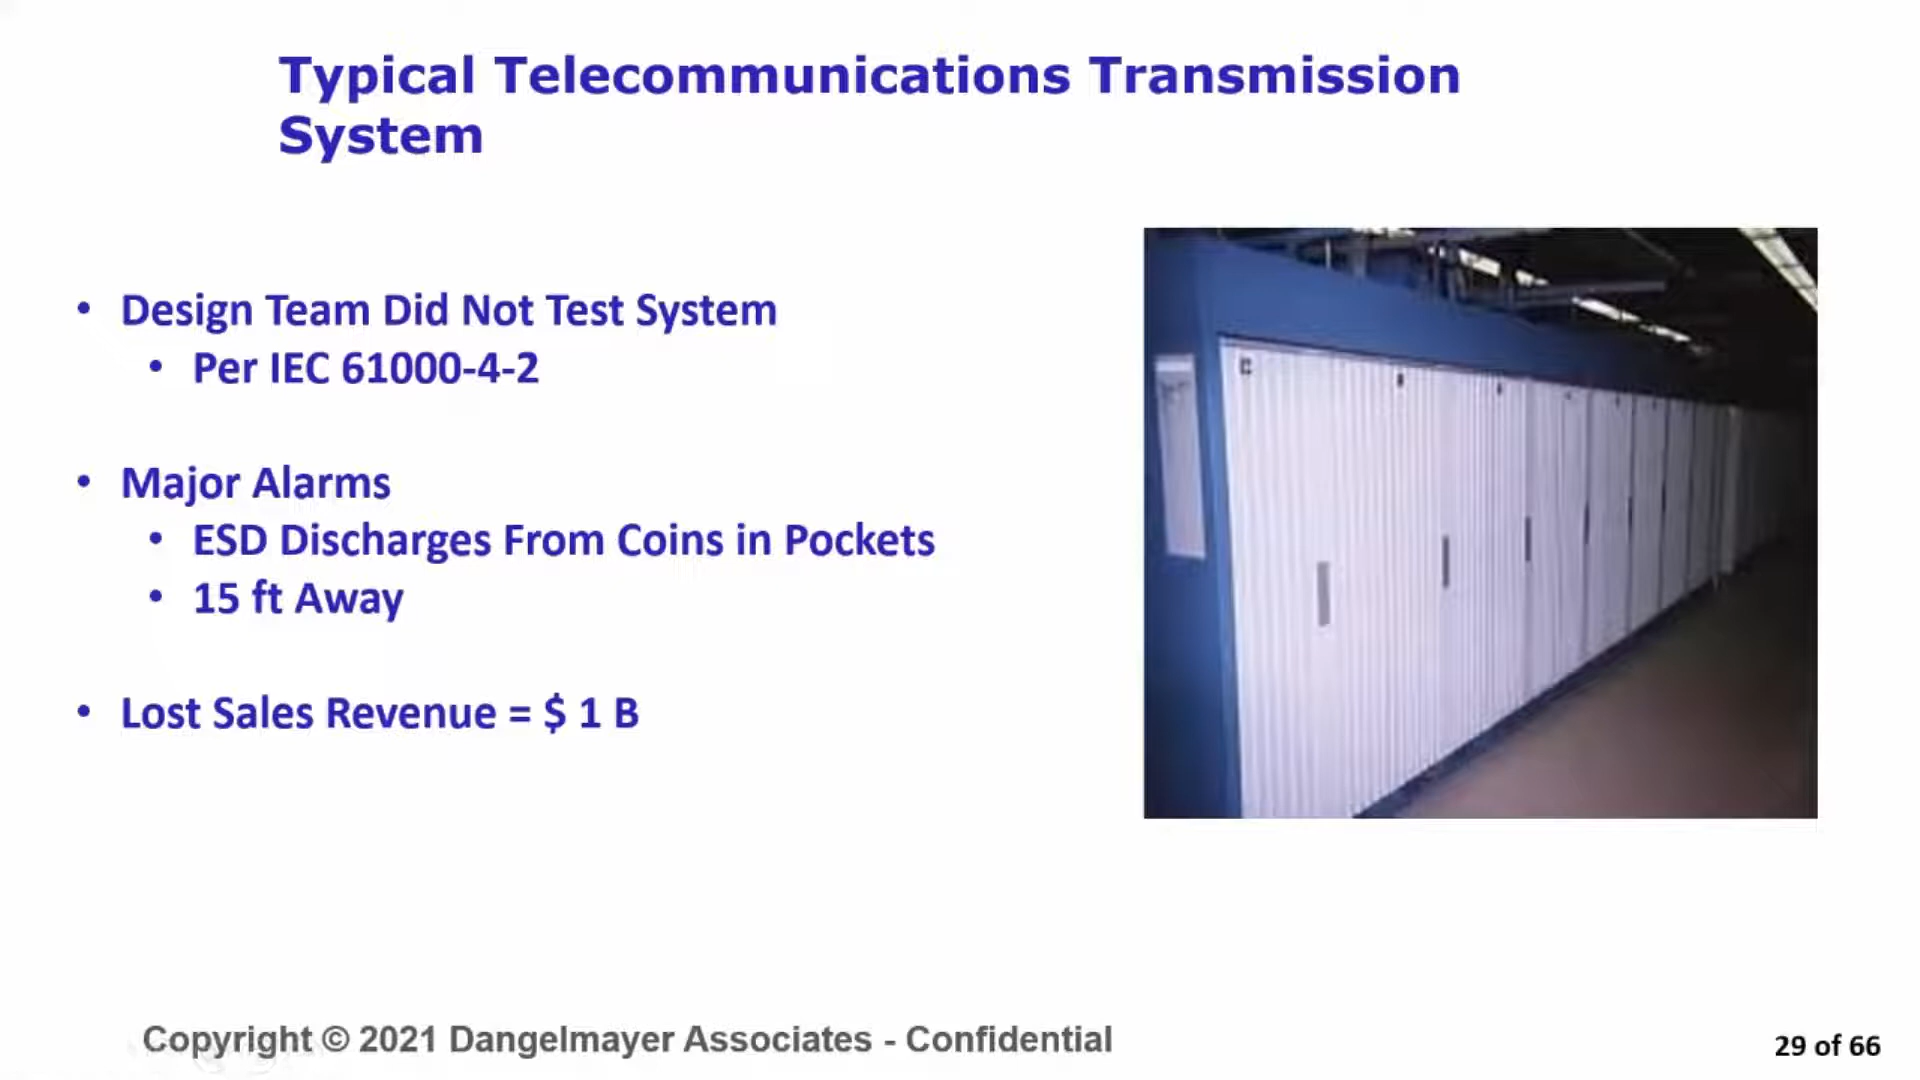 Typical Telecommunications Transmission
System
• Design Team Did Not Test System
• Per IEC 61000-4-2
• Major Alarms
• ESD Discharges From Coins in Pockets
• 15 ft Away
• Lost Sales Revenue = $ 1 B
Copyright © 2021 Dangelmayer Associates - Confidential
29 of 66